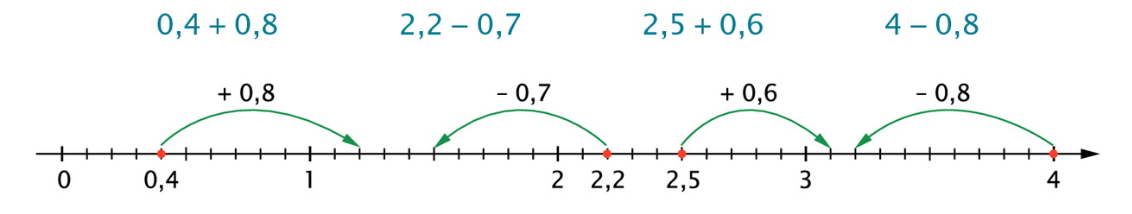 0,4 + 0,8 2,2 – 0,7 2,5 + 0,6 4 – 0,8
+ 0,8 – 0,7 + 0,6 – 0,8
0 0,4 1 2 2,2 2,5 3 4